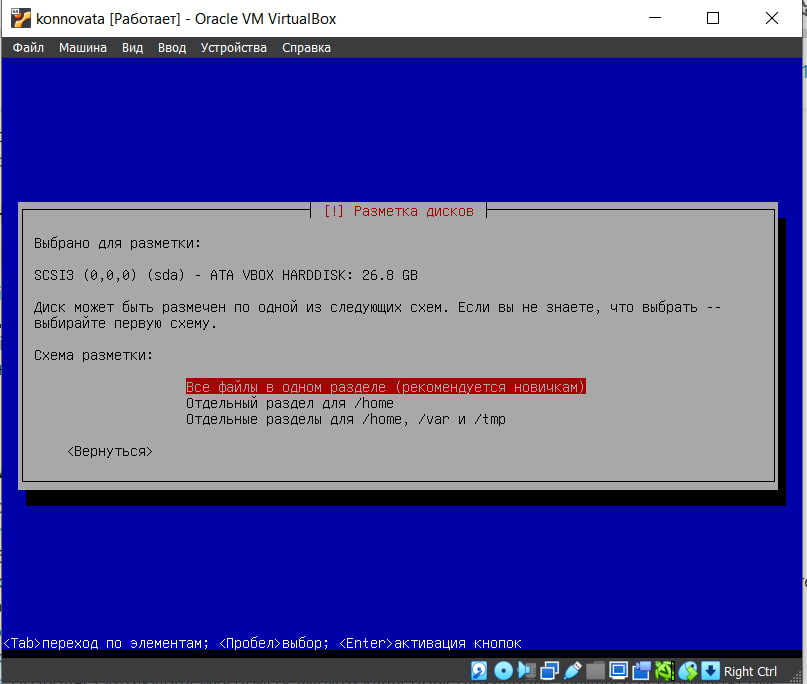 konnovata [Работает] - Oracle VM VirtualBox
Файл Машина Вид Ввод Устройства Справка
[!] Разметка дисков
Выбрано для разметки:
SCSI3 (0,0,0) (sda) - ATA VBOX HARDDISK: 26.8 GB
Диск может быть размечен по одной из следующих схем. Если вы не знаете, что выбрать --
выбирайте первую схему.
Схема разметки:
Все файлы в одном разделе (рекомендуется новичкам)
Отдельный раздел для /home
Отдельные разделы для /home, /var и /tmp
<Вернуться>
<Tab>переход по элементам; <Пробел>выбор; <Enter>активация кнопок
Right Ctrl